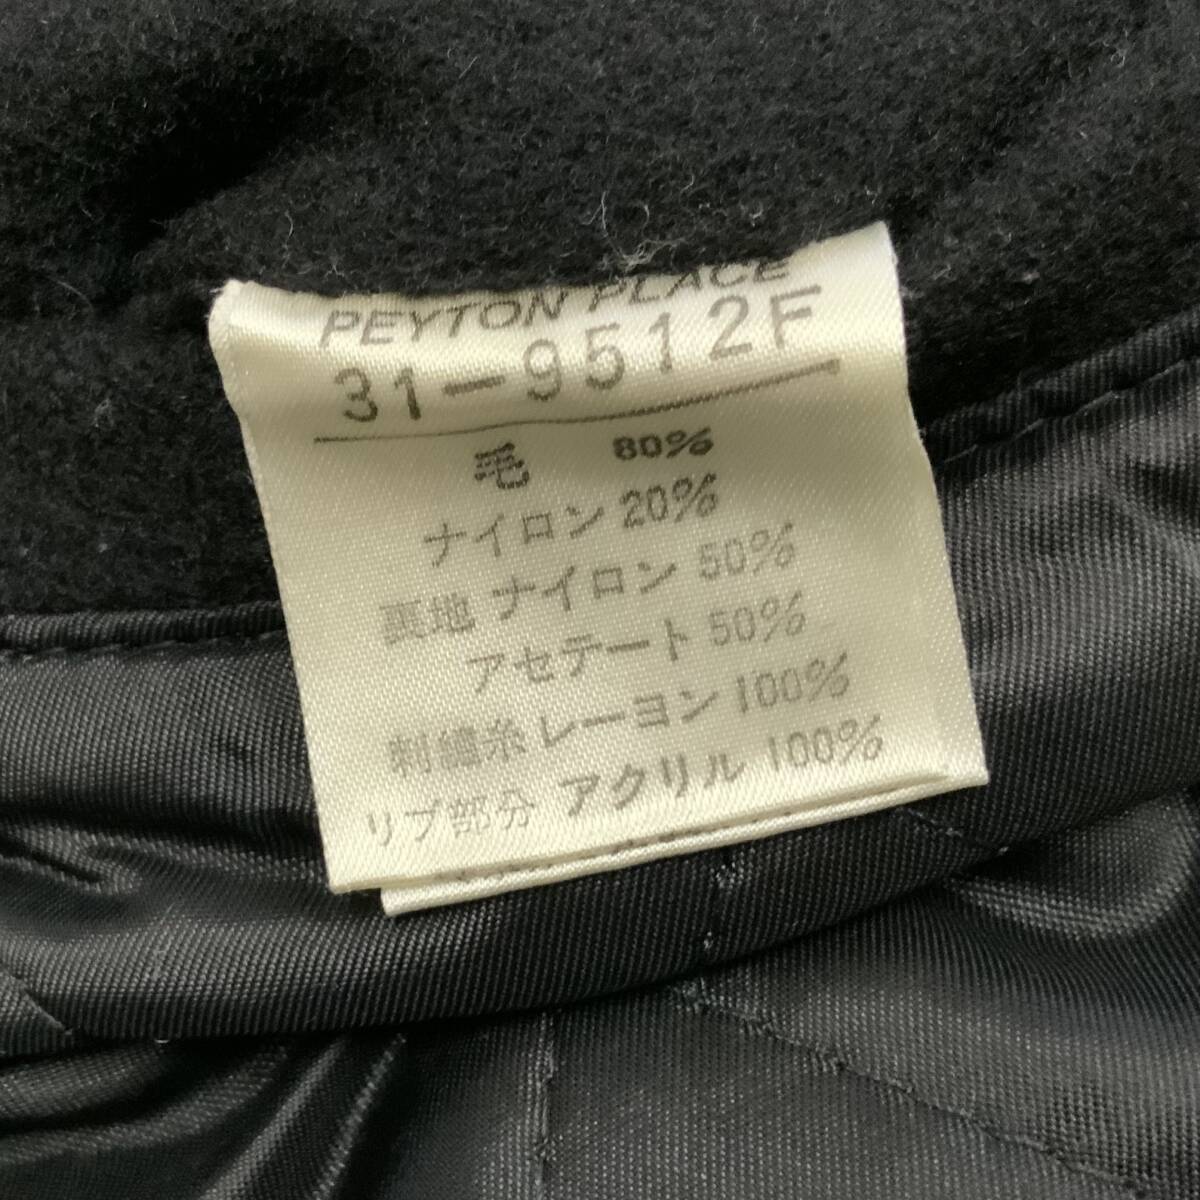 PEYTON PLACE
31-9512F
毛 80%
ナイロン 20%
裏地 ナイロン 50%
アセテート 50%
刺繍糸 レーヨン 100%
リブ部分 アクリル 100%